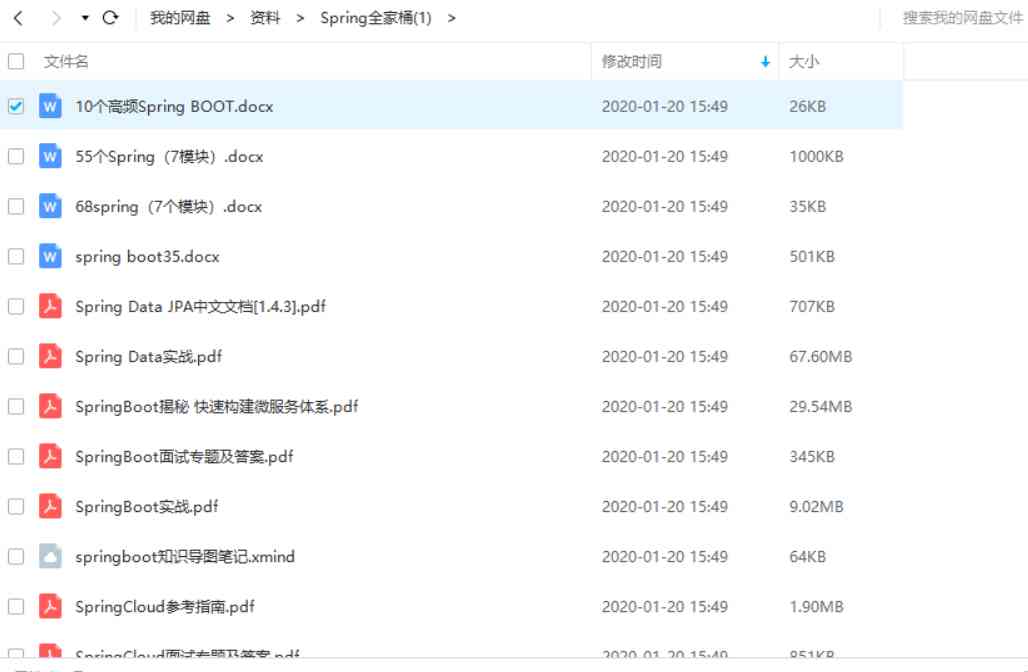 我的网盘 > 资料 > Spring全家桶(1) > 搜索我的网盘文件
文件名 修改时间 大小
10个高频Spring BOOT.docx 2020-01-20 15:49 26KB
55个Spring（7模块）.docx 2020-01-20 15:49 1000KB
68spring（7个模块）.docx 2020-01-20 15:49 35KB
spring boot35.docx 2020-01-20 15:49 501KB
Spring Data JPA中文文档[1.4.3].pdf 2020-01-20 15:49 707KB
Spring Data实战.pdf 2020-01-20 15:49 67.60MB
SpringBoot揭秘 快速构建微服务体系.pdf 2020-01-20 15:49 29.54MB
SpringBoot面试专题及答案.pdf 2020-01-20 15:49 345KB
SpringBoot实战.pdf 2020-01-20 15:49 9.02MB
springboot知识导图笔记.xmind 2020-01-20 15:49 64KB
SpringCloud参考指南.pdf 2020-01-20 15:49 1.90MB
SpringCloud面试专题及答案.pdf 2020-01-20 15:49 851KB